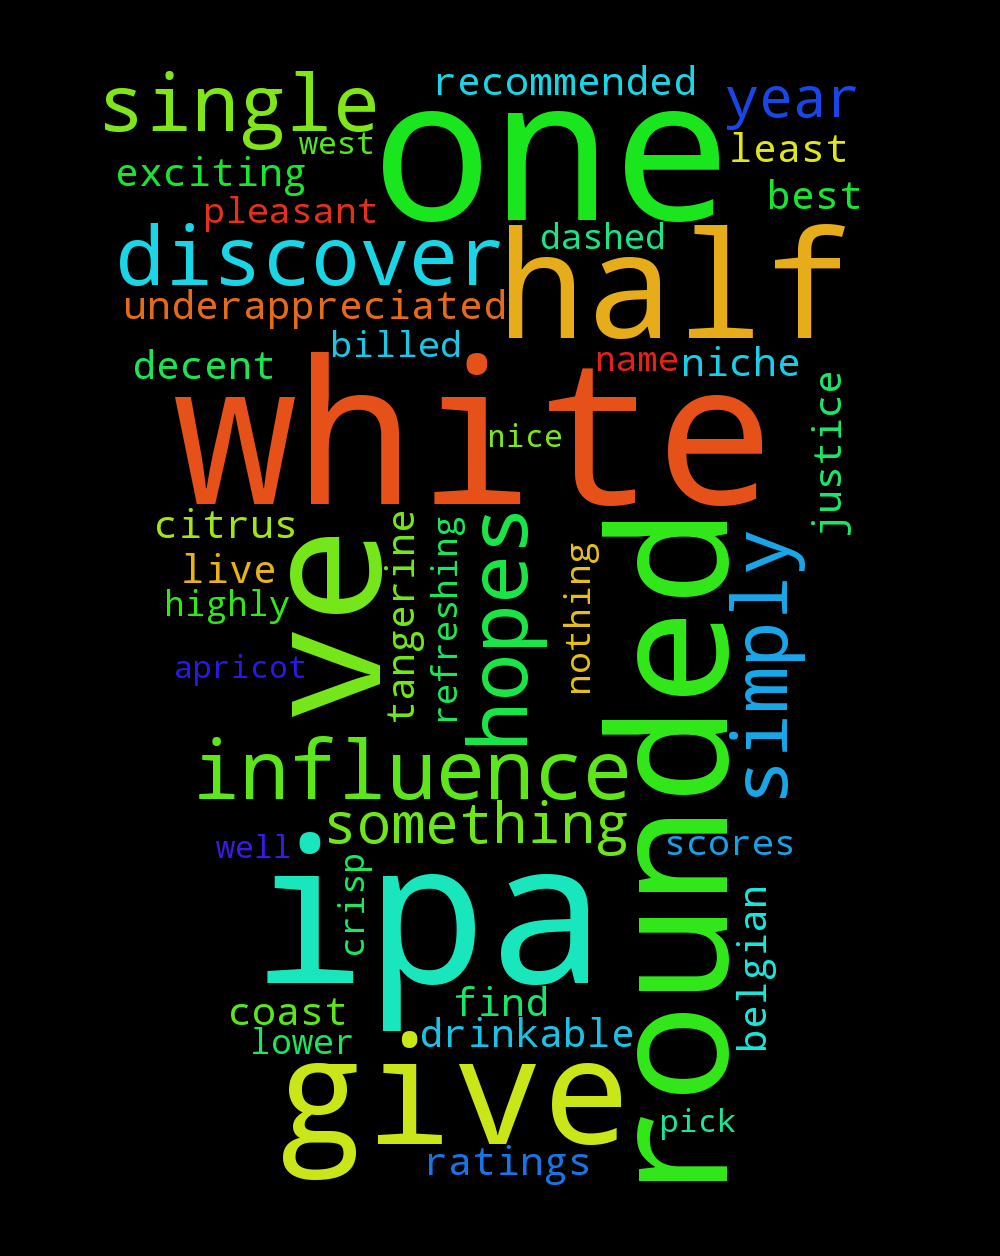 recommended
single
one
year
west
least
exciting
best
pleasant
discover
dashed
half
underappreciated
billed
decent
name
niche
white
justice
nice
citrus
ve
tangerine
refreshing
hopes
nothing
rounded
simply
live
highly
apricot
influence
something
well
scores
ipa
crisp
belgian
find
coast
drinkable
lower
give
pick
ratings